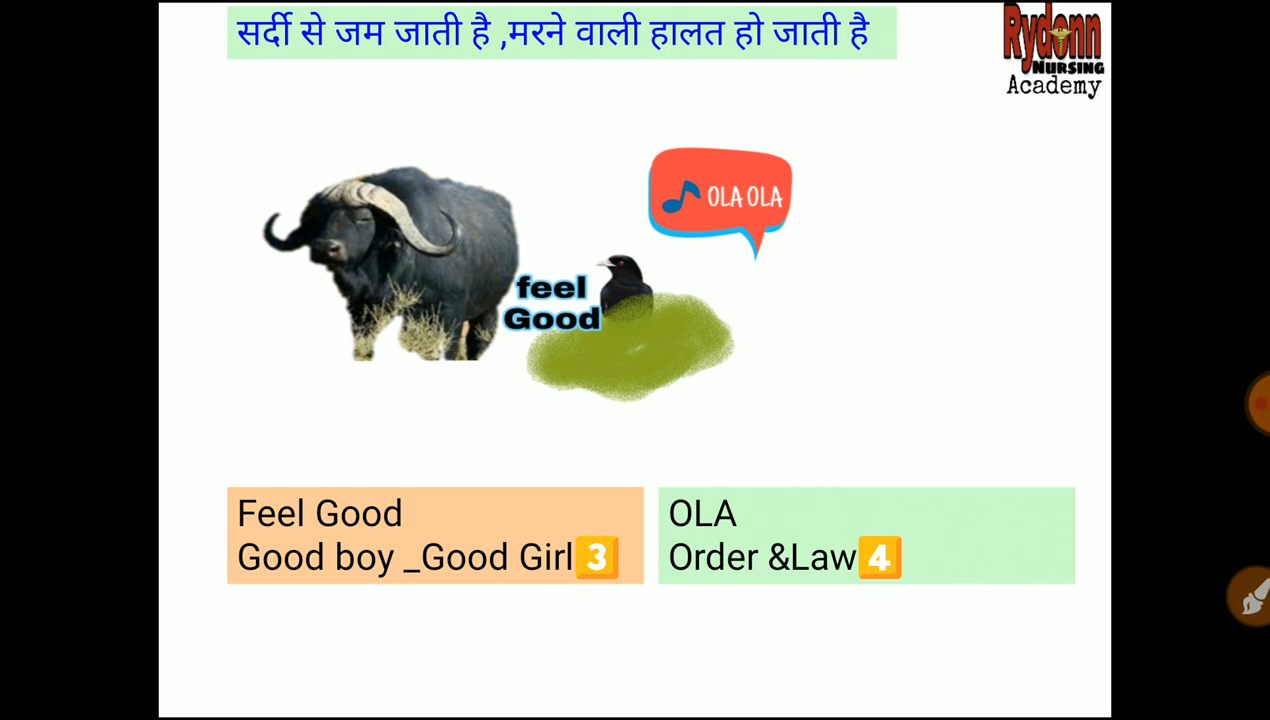 सर्दी से जम जाती है ,मरने वाली हालत हो जाती है
Rydonn
NURSING
Academy
OLA OLA
feel
Good
Feel Good
Good boy _Good Girl3
OLA
Order &Law4